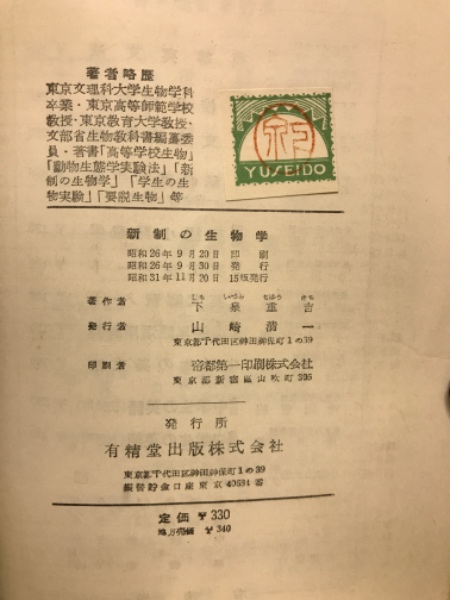 著者略歴
東京文理科大学生物学科
卒業・東京高等師範学校
教授・東京教育大学教授・
文部省生物教科書編纂委
員・著書「高等学校生物」
「動物生態学実験法」「新
制の生物学」「学生の生
物実験」「要説生物」等
YUSEIDO
新制の生物学
昭和26年9月20日 印刷
昭和26年9月30日 発行
昭和31年11月20日 15版発行
著作者 下泉重吉
発行者 山崎清一
東京都千代田区神田神保町1の39
印刷者 帝都第一印刷株式会社
東京都新宿区山吹町
発行所
有精堂出版株式会社
東京都千代田区神田神保町1の39
振替貯金口座東京40684番
定価 ¥330
地方売価 ¥340